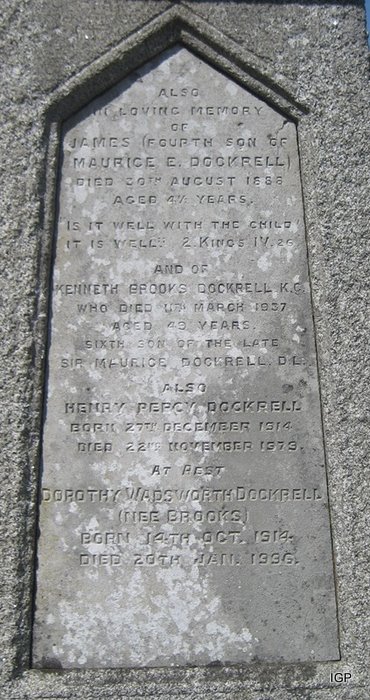 ALSO
IN LOVING MEMORY
OF
JAMES (FOURTH SON OF
MAURICE E. DOCKRELL)
DIED 30TH AUGUST 1888
AGED 4½ YEARS.
"IS IT WELL WITH THE CHILD
IT IS WELL" 2 KINGS IV. 26
AND OF
KENNETH BROOKS DOCKRELL K.C.
WHO DIED 11TH MARCH 1937
AGED 49 YEARS.
SIXTH SON OF THE LATE
SIR MAURICE DOCKRELL. D.L.
ALSO
HENRY PERCY DOCKRELL
BORN 27TH DECEMBER 1914
DIED 22ND NOVEMBER 1979.
AT REST
DOROTHY WADSWORTH DOCKRELL
(NEE BROOKS)
BORN 14TH OCT. 1914
DIED 20TH JAN. 1996.
IGP